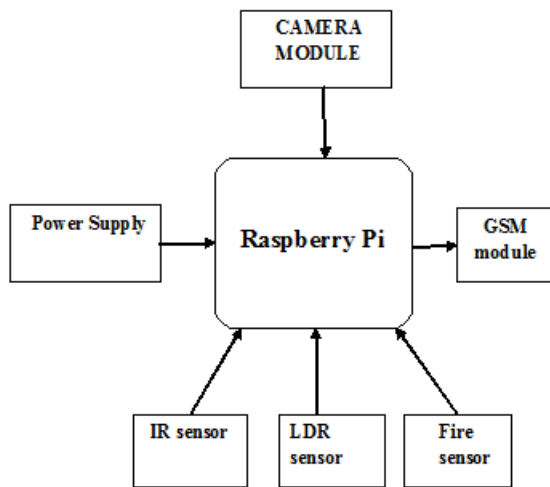 CAMERA
MODULE
Power Supply
Raspberry Pi
GSM
module
IR sensor
LDR
sensor
Fire
sensor